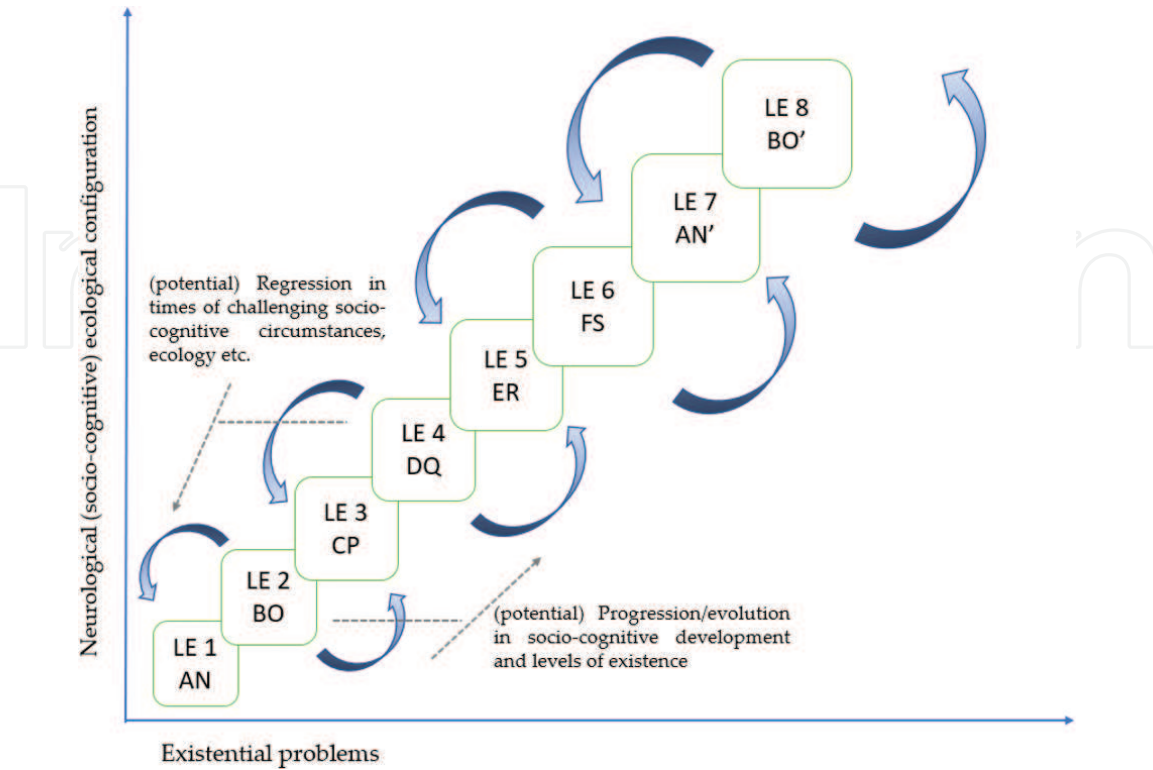 Neurological (socio-cognitive) ecological configuration
LE 8
BO’
LE 7
AN’
LE 6
FS
(potential) Regression in
times of challenging socio-
cognitive circumstances,
ecology etc.
LE 5
ER
LE 4
DQ
LE 3
CP
LE 2
BO
(potential) Progression/evolution
in socio-cognitive development
and levels of existence
LE 1
AN
Existential problems